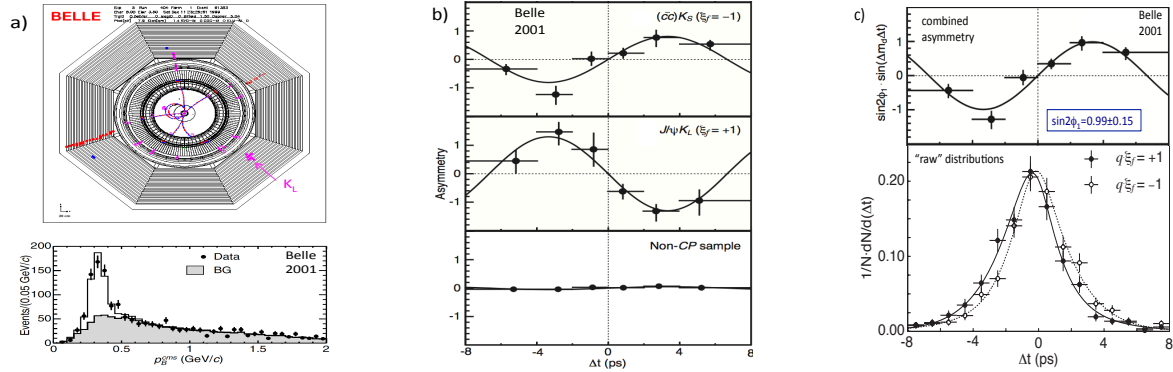 a)
BELLE
K_L
Events/(0.05 GeV/c)
200
150
100
50
0
Belle
2001
Data
BG
0 0.5 1 1.5 2
p_B^cms (GeV/c)
b)
Belle
2001
(cc̄)K_S (ξ_f = −1)
1
0
-1
J/ψK_L (ξ_f = +1)
Asymmetry
1
0
-1
Non-CP sample
1
0
-1
-8 -4 0 4 8
Δt (ps)
c)
combined
asymmetry
Belle
2001
sin2ϕ₁ · sin(Δm_dΔt)
1
0
-1
sin2ϕ₁=0.99±0.15
“raw” distributions
q ξ_f = +1
q ξ_f = −1
1/N·dN/d(Δt)
0.20
0.10
0.00
-8 -4 0 4 8
Δt (ps)